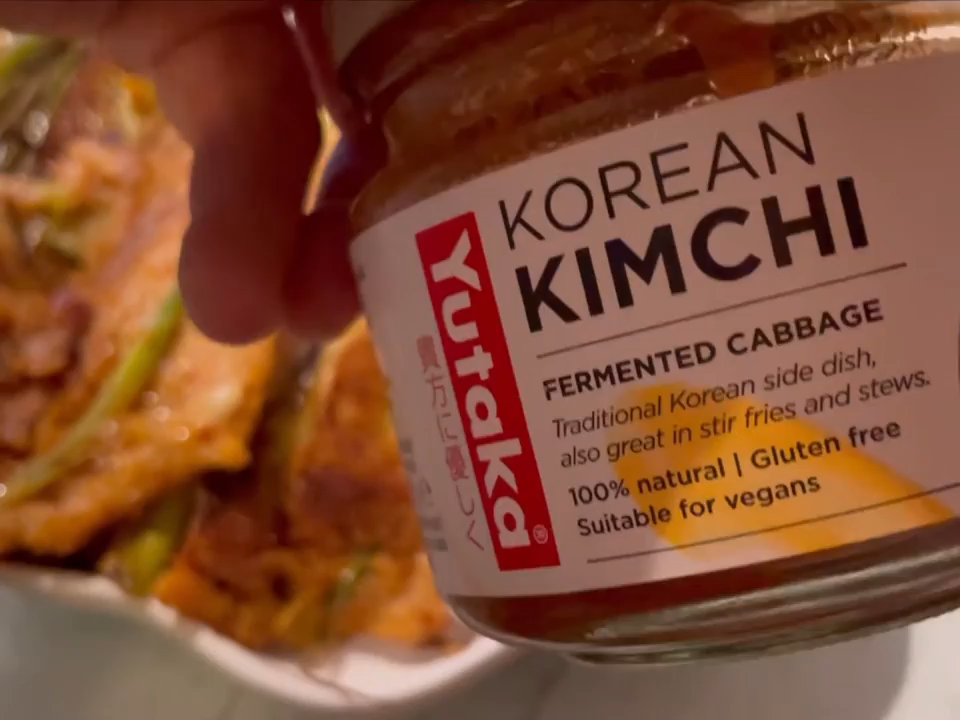 KOREAN
KIMCHI
Yutaka®
貴方に優しく
FERMENTED CABBAGE
Traditional Korean side dish,
also great in stir fries and stews.
100% natural | Gluten free
Suitable for vegans